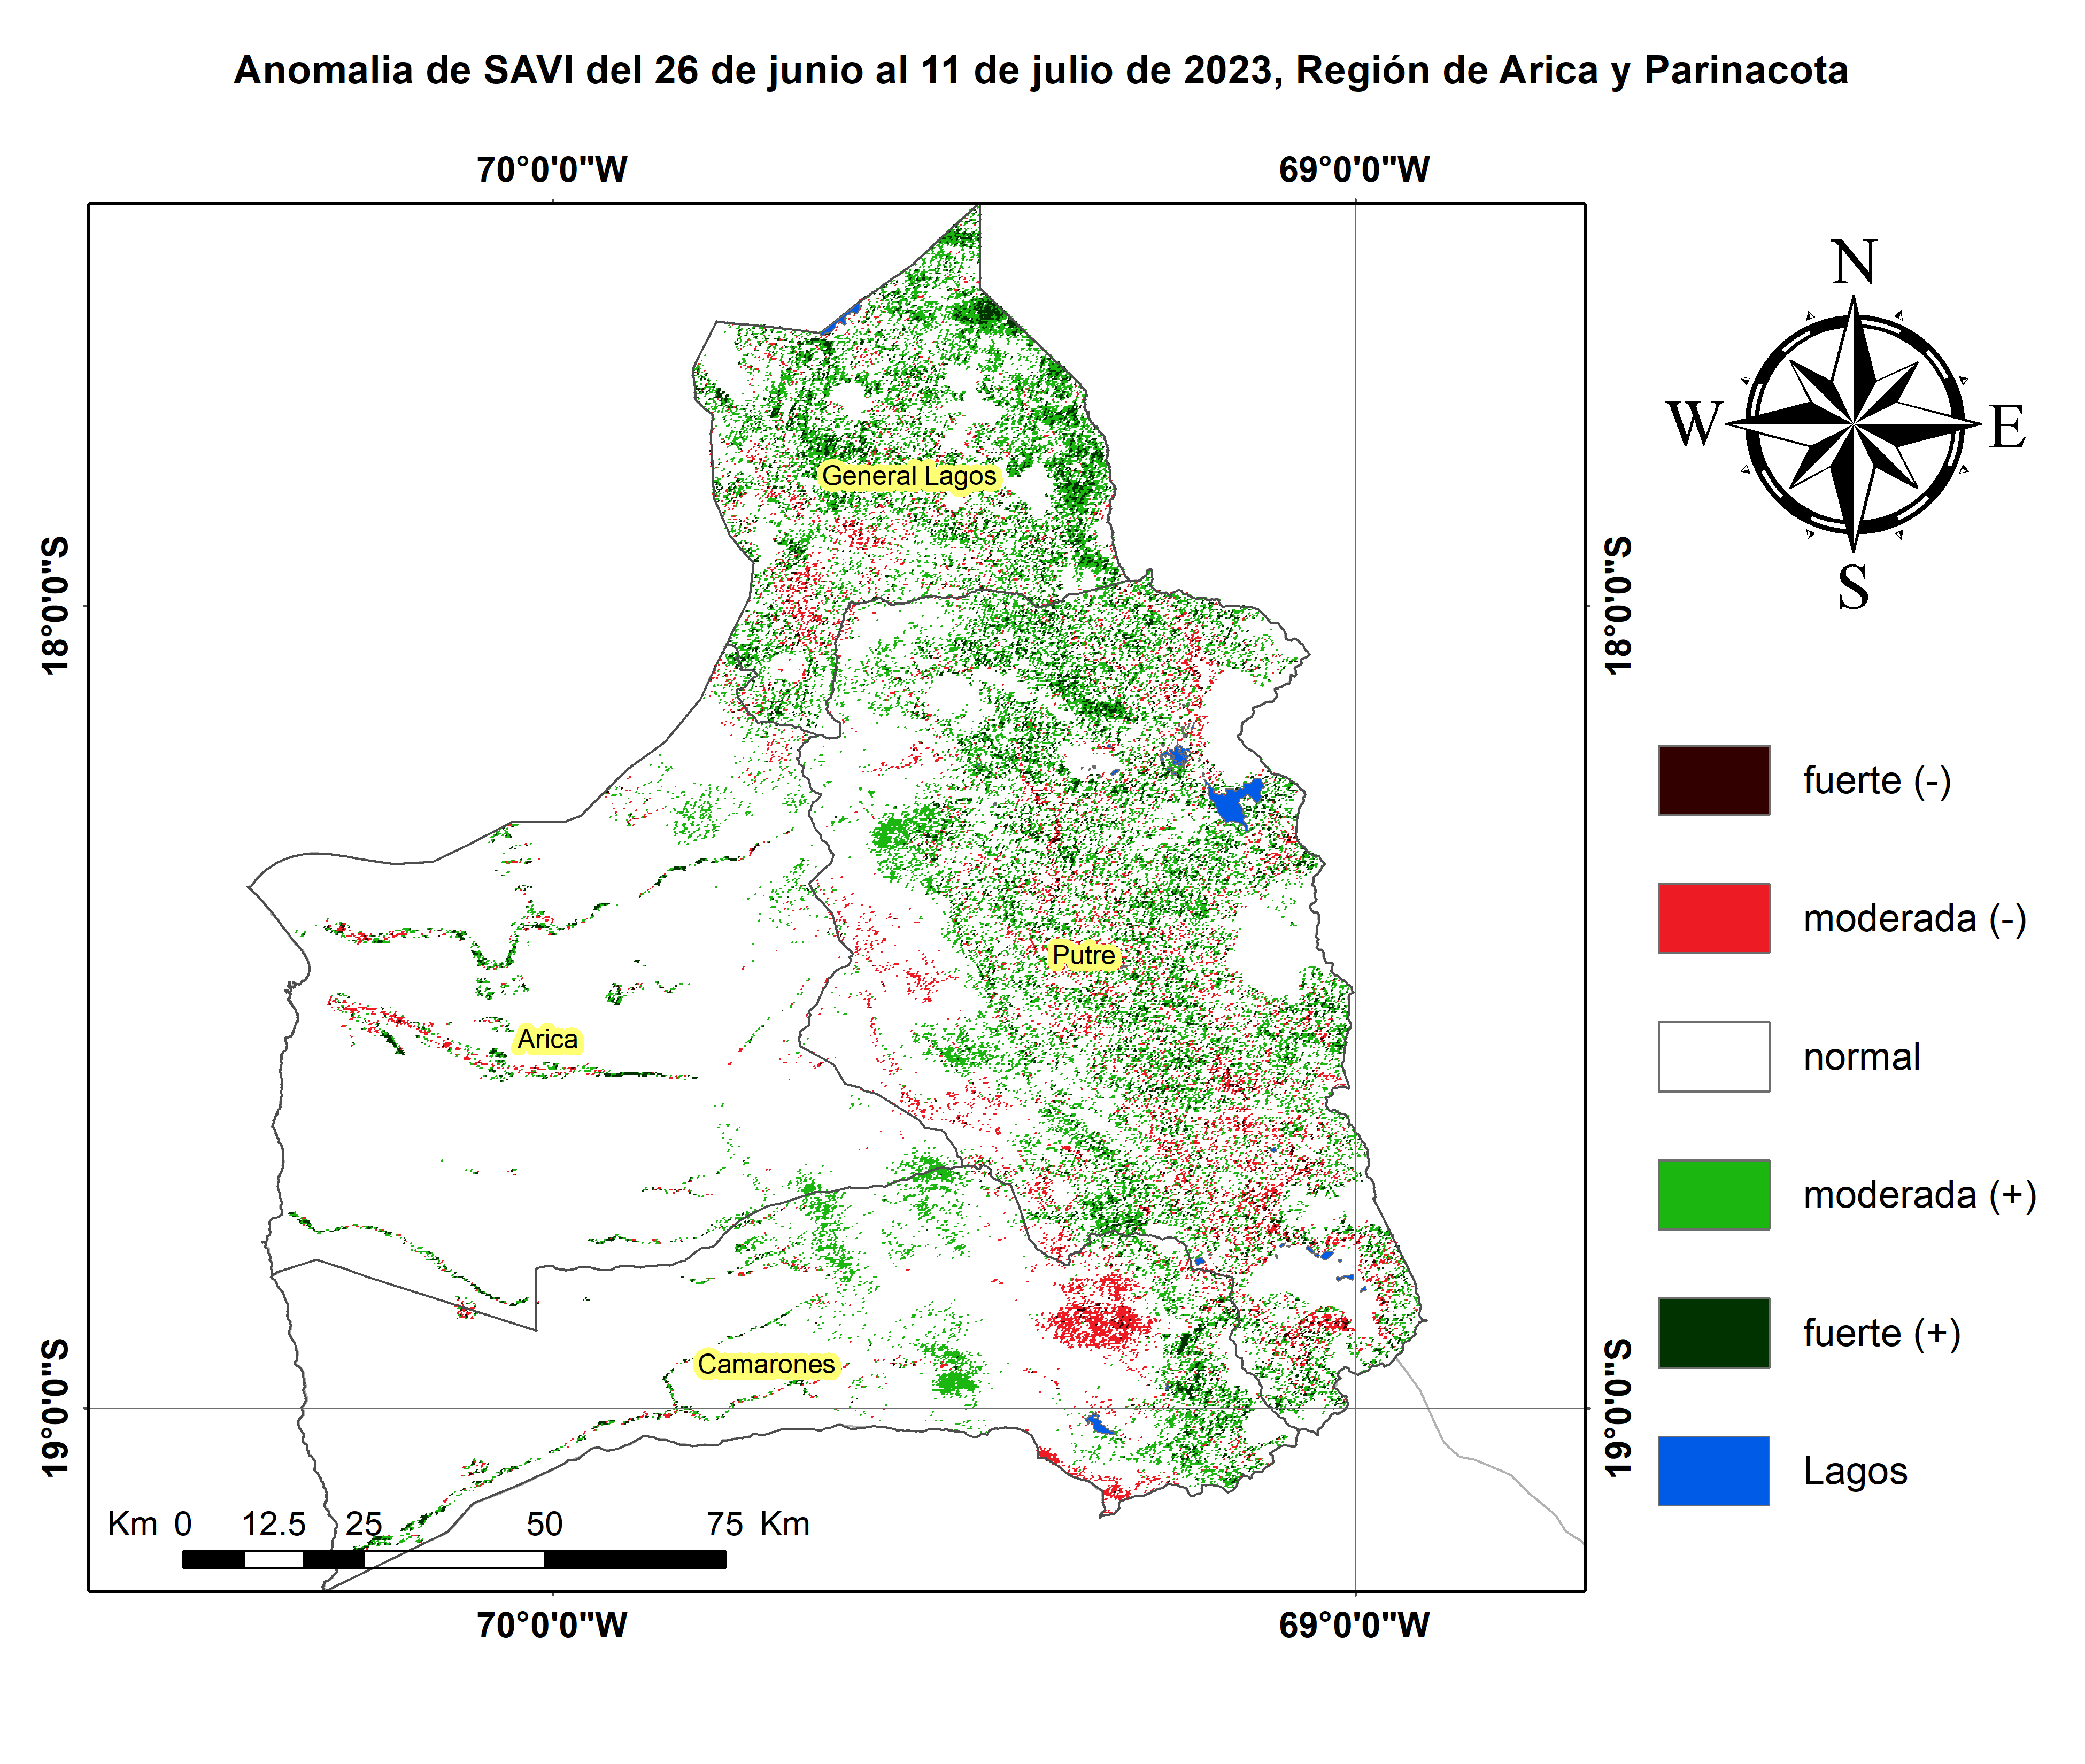 Anomalia de SAVI del 26 de junio al 11 de julio de 2023, Región de Arica y Parinacota
70°0'0"W 69°0'0"W
N
W E
S
General Lagos
18°0'0"S 18°0'0"S
fuerte (-)
moderada (-)
Putre
Arica
normal
moderada (+)
fuerte (+)
Camarones
19°0'0"S 19°0'0"S
Lagos
Km 0 12.5 25 50 75 Km
70°0'0"W 69°0'0"W